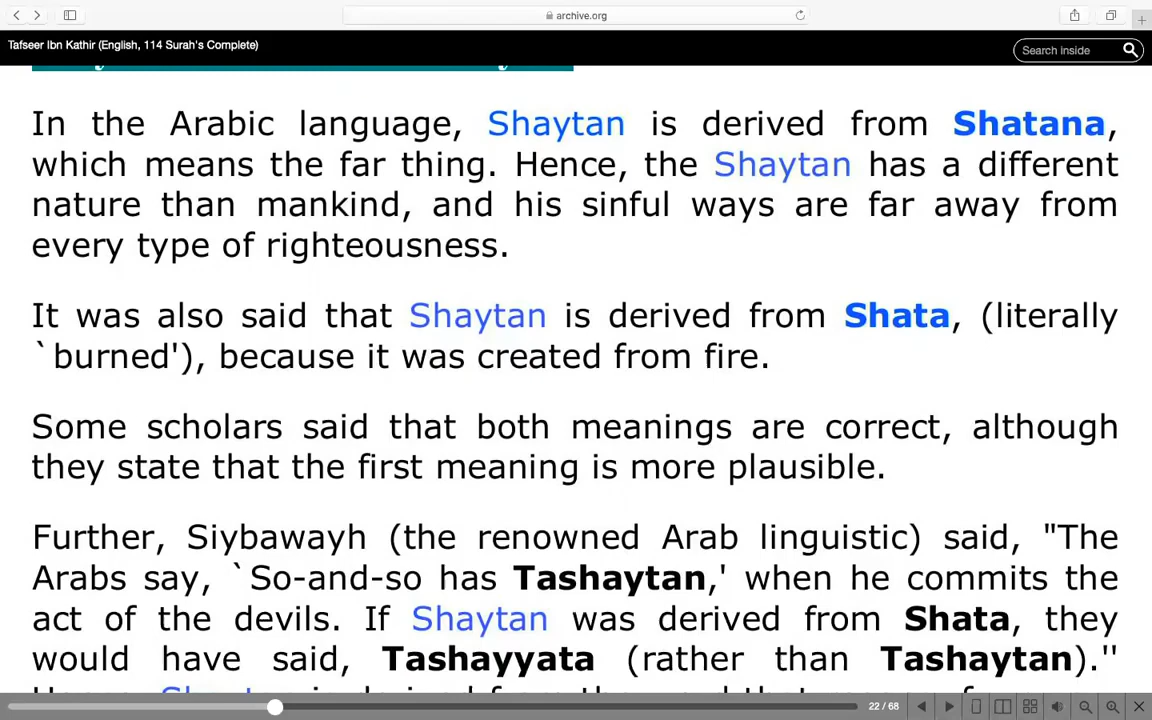 archive.org
Tafseer Ibn Kathir (English, 114 Surah's Complete)
Search inside
In the Arabic language, Shaytan is derived from Shatana,
which means the far thing. Hence, the Shaytan has a different
nature than mankind, and his sinful ways are far away from
every type of righteousness.
It was also said that Shaytan is derived from Shata, (literally
`burned'), because it was created from fire.
Some scholars said that both meanings are correct, although
they state that the first meaning is more plausible.
Further, Siybawayh (the renowned Arab linguistic) said, "The
Arabs say, `So-and-so has Tashaytan,' when he commits the
act of the devils. If Shaytan was derived from Shata, they
would have said, Tashayyata (rather than Tashaytan).''
22 / 68